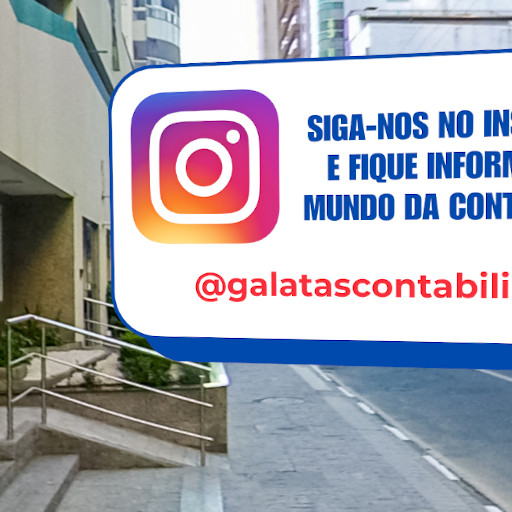 SIGA-NOS NO INS
E FIQUE INFORM
MUNDO DA CONT
@galatascontabili